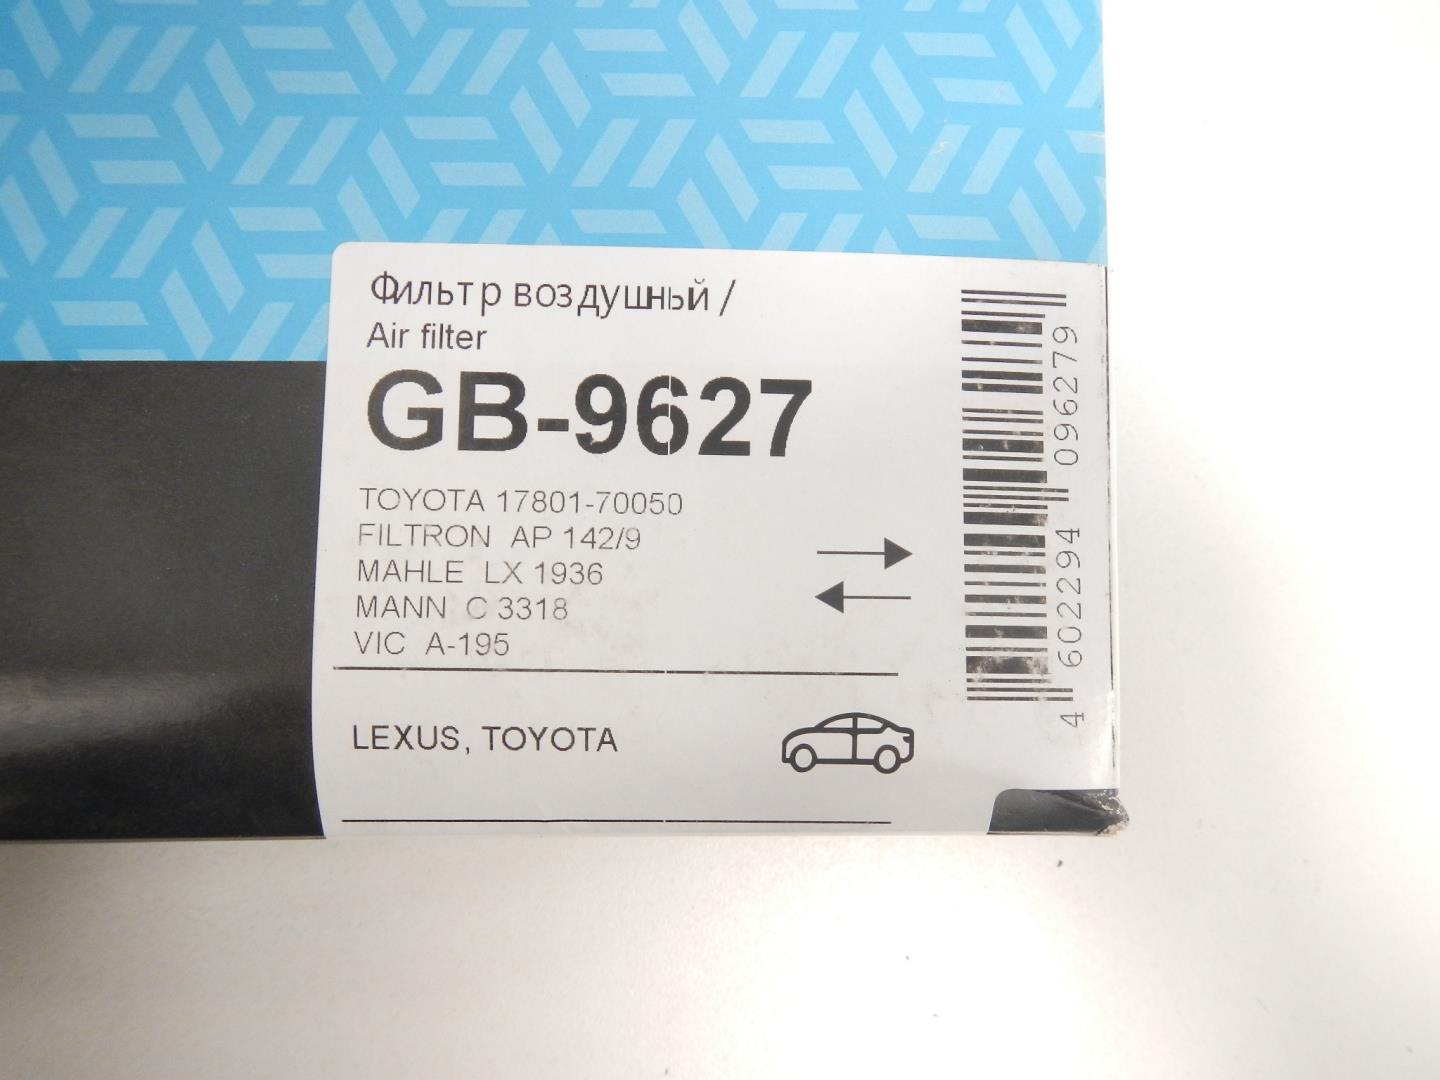 Фильтр воздушный /
Air filter
GB-9627
TOYOTA 17801-70050
FILTRON AP 142/9
MAHLE LX 1936
MANN C 3318
VIC A-195
LEXUS, TOYOTA
4 602294 096279